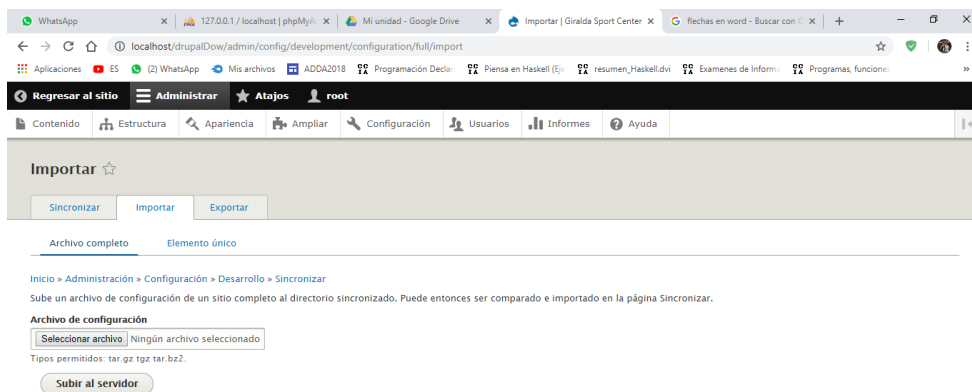 WhatsApp
127.0.0.1 / localhost | phpMyA
Mi unidad - Google Drive
Importar | Giralda Sport Center
flechas en word - Buscar con G
localhost/drupalDow/admin/config/development/configuration/full/import
Aplicaciones ES (2) WhatsApp Mis archivos ADDA2018 Programación Declar Piensa en Haskell (Eje resumen_Haskell.dvi Examenes de Informa Programas, funciones
Regresar al sitio Administrar Atajos root
Contenido Estructura Apariencia Ampliar Configuración Usuarios Informes Ayuda
Importar
Sincronizar Importar Exportar
Archivo completo Elemento único
Inicio » Administración » Configuración » Desarrollo » Sincronizar
Sube un archivo de configuración de un sitio completo al directorio sincronizado. Puede entonces ser comparado e importado en la página Sincronizar.
Archivo de configuración
Seleccionar archivo Ningún archivo seleccionado
Tipos permitidos: tar.gz tgz tar.bz2.
Subir al servidor